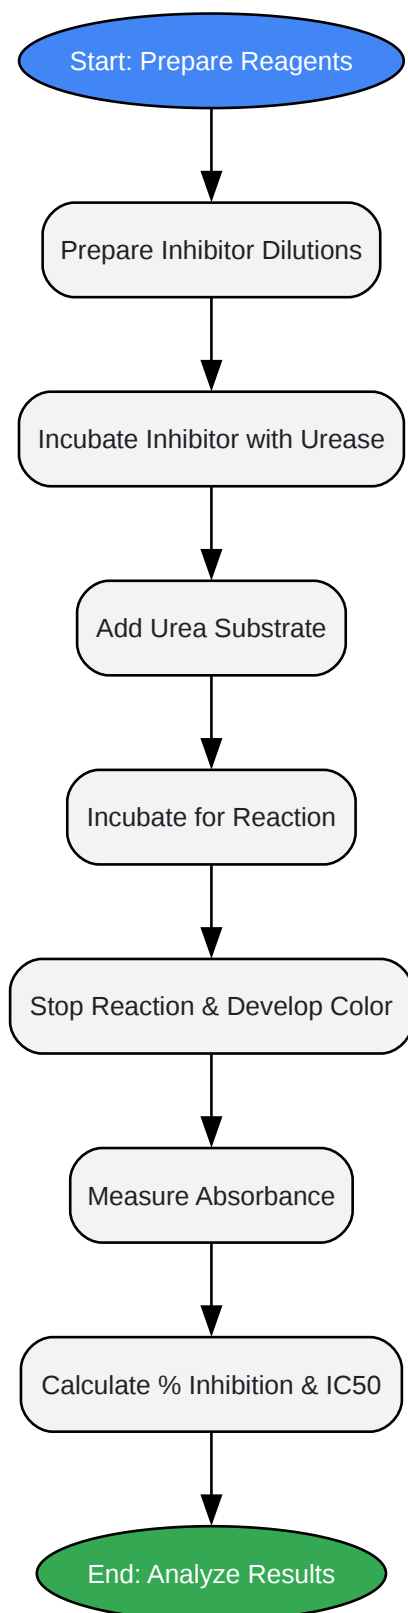 Start: Prepare Reagents
Prepare Inhibitor Dilutions
Incubate Inhibitor with Urease
Add Urea Substrate
Incubate for Reaction
Stop Reaction & Develop Color
Measure Absorbance
Calculate % Inhibition & IC50
End: Analyze Results